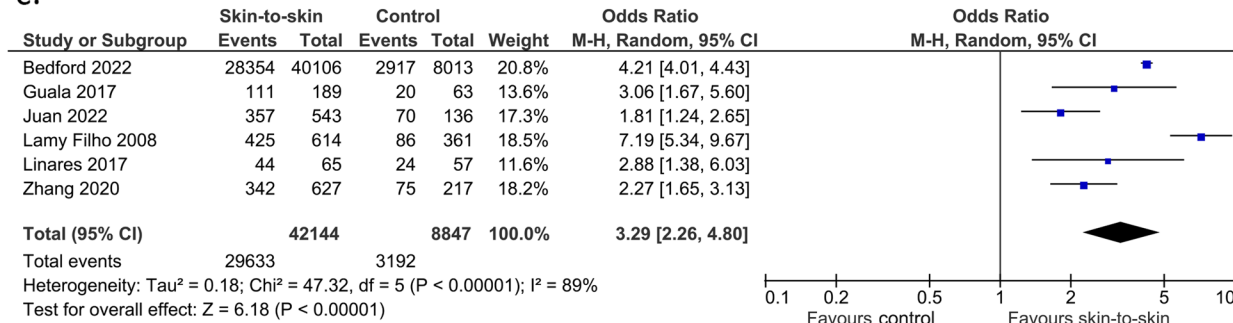 Skin-to-skin Control Odds Ratio Odds Ratio
Study or Subgroup Events Total Events Total Weight M-H, Random, 95% CI M-H, Random, 95% CI
Bedford 2022 28354 40106 2917 8013 20.8% 4.21 [4.01, 4.43]
Guala 2017 111 189 20 63 13.6% 3.06 [1.67, 5.60]
Juan 2022 357 543 70 136 17.3% 1.81 [1.24, 2.65]
Lamy Filho 2008 425 614 86 361 18.5% 7.19 [5.34, 9.67]
Linares 2017 44 65 24 57 11.6% 2.88 [1.38, 6.03]
Zhang 2020 342 627 75 217 18.2% 2.27 [1.65, 3.13]
Total (95% CI) 42144 8847 100.0% 3.29 [2.26, 4.80]
Total events 29633 3192
Heterogeneity: Tau² = 0.18; Chi² = 47.32, df = 5 (P < 0.00001); I² = 89%
Test for overall effect: Z = 6.18 (P < 0.00001)
0.1 0.2 0.5 1 2 5 10
Favours control Favours skin-to-skin